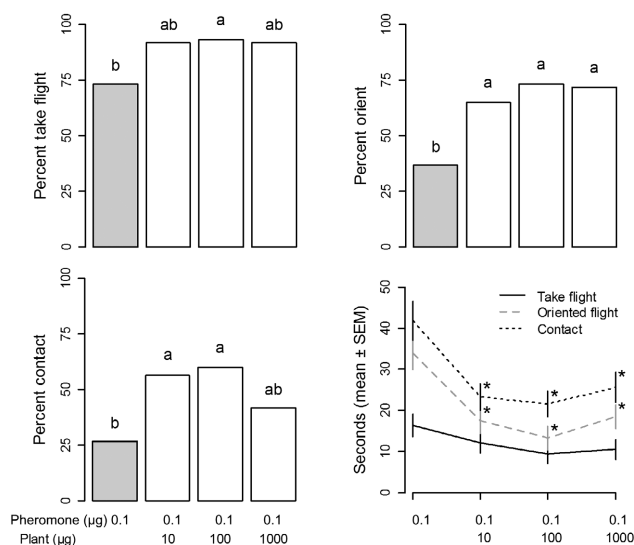 Percent take flight
100
75
50
25
0
b
ab
a
ab
Percent orient
100
75
50
25
0
b
a
a
a
Percent contact
100
75
50
25
0
b
a
a
ab
Pheromone (μg) 0.1 0.1 0.1 0.1
Plant (μg) 10 100 1000
Seconds (mean ± SEM)
50
40
30
20
10
0
Take flight
Oriented flight
Contact
* * *
* * *
0.1 0.1 0.1 0.1
10 100 1000